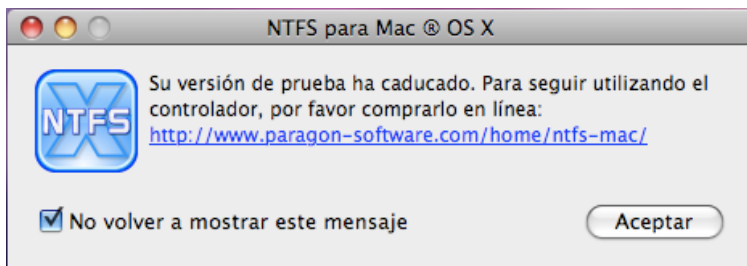 NTFS para Mac ® OS X
Su versión de prueba ha caducado. Para seguir utilizando el
controlador, por favor comprarlo en línea:
http://www.paragon-software.com/home/ntfs-mac/
NTFS
No volver a mostrar este mensaje
Aceptar